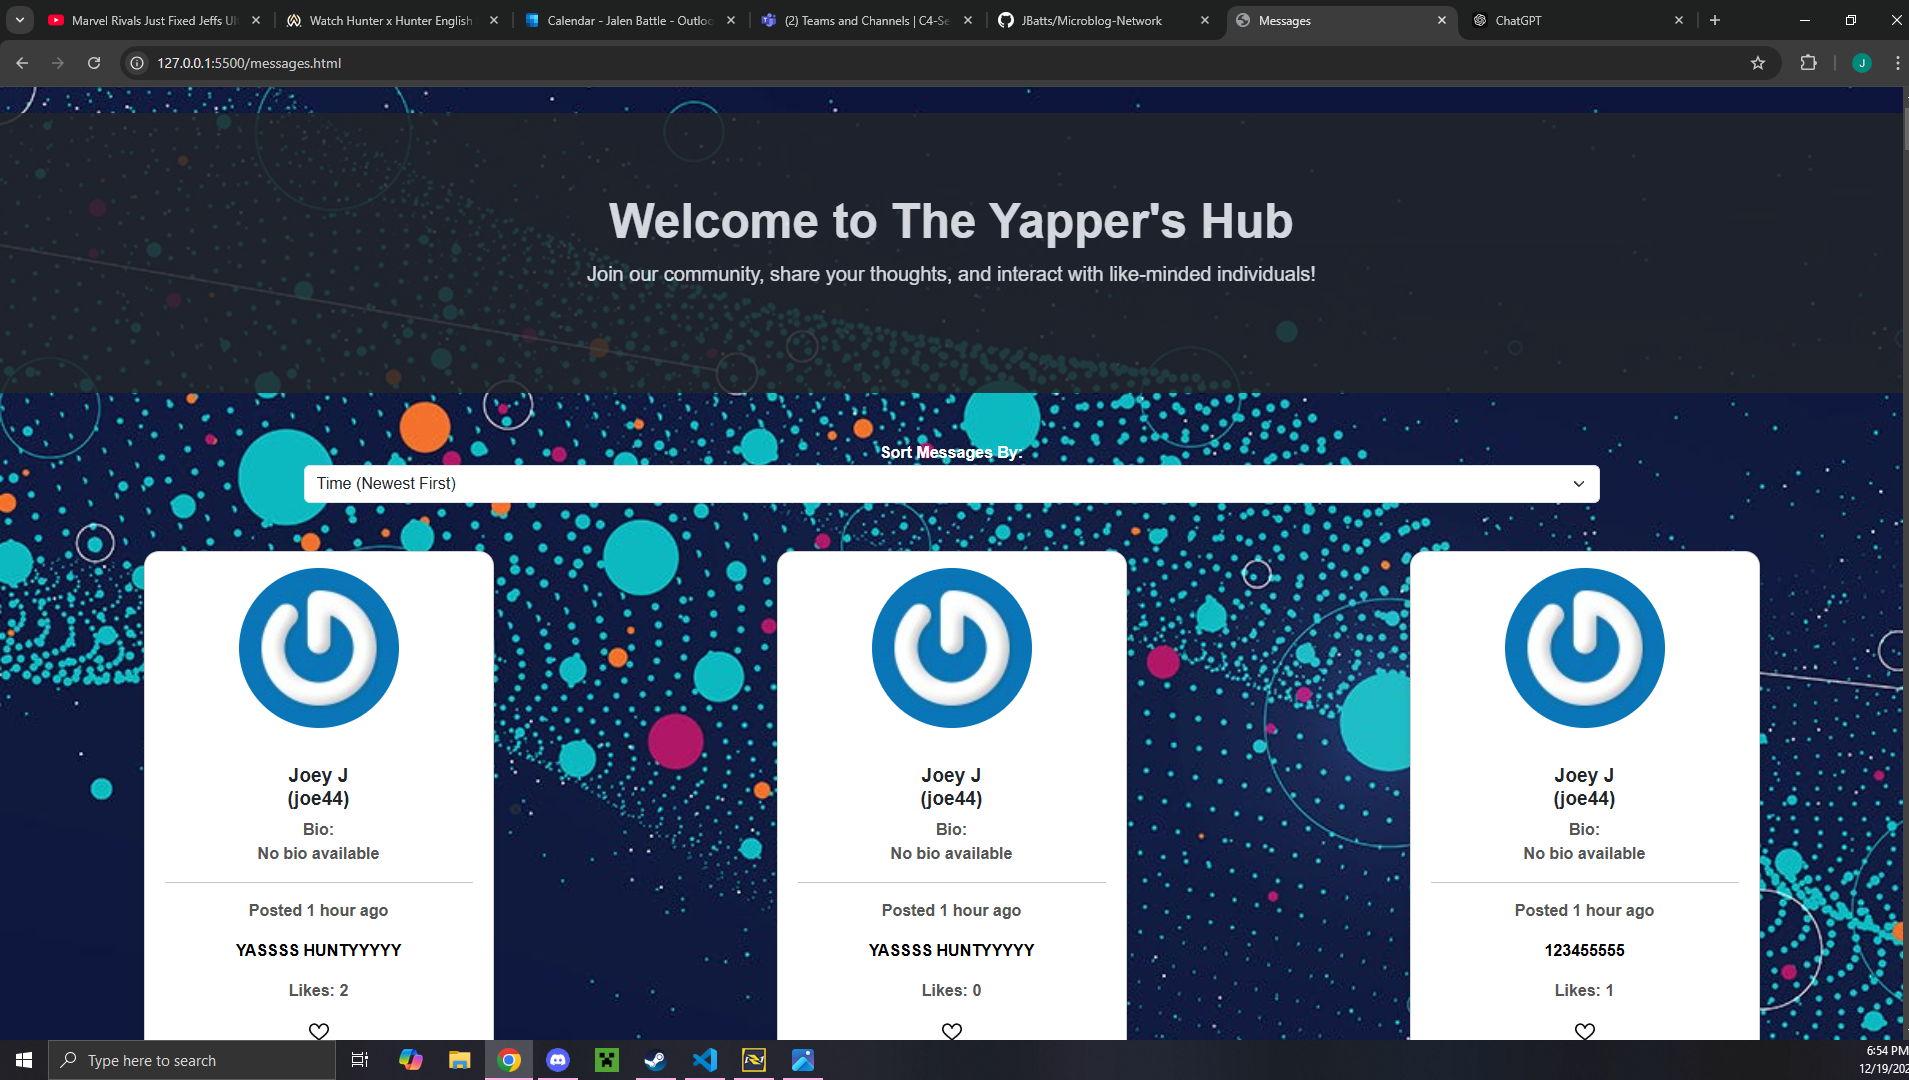 Marvel Rivals Just Fixed Jeffs Ul
Watch Hunter x Hunter English
Calendar - Jalen Battle - Outloo
(2) Teams and Channels | C4-Se
JBatts/Microblog-Network
Messages
ChatGPT
127.0.0.1:5500/messages.html
J
Welcome to The Yapper's Hub
Join our community, share your thoughts, and interact with like-minded individuals!
Sort Messages By:
Time (Newest First)
Joey J
(joe44)
Bio:
No bio available
Posted 1 hour ago
YASSSS HUNTYYYYY
Likes: 2
Joey J
(joe44)
Bio:
No bio available
Posted 1 hour ago
YASSSS HUNTYYYYY
Likes: 0
Joey J
(joe44)
Bio:
No bio available
Posted 1 hour ago
123455555
Likes: 1
Type here to search
6:54 PM
12/19/202